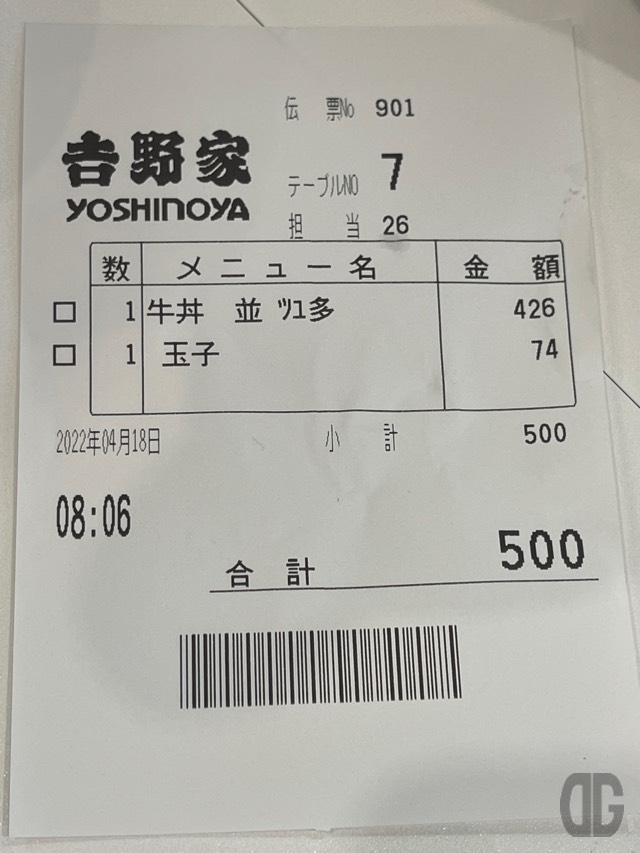 伝票No 901
吉野家
YOSHINOYA
テーブルNO 7
担当 26
数 メニュー名 金額
1 牛丼 並 ツユ多 426
1 玉子 74
2022年04月18日 小計 500
08:06
合計 500
DG